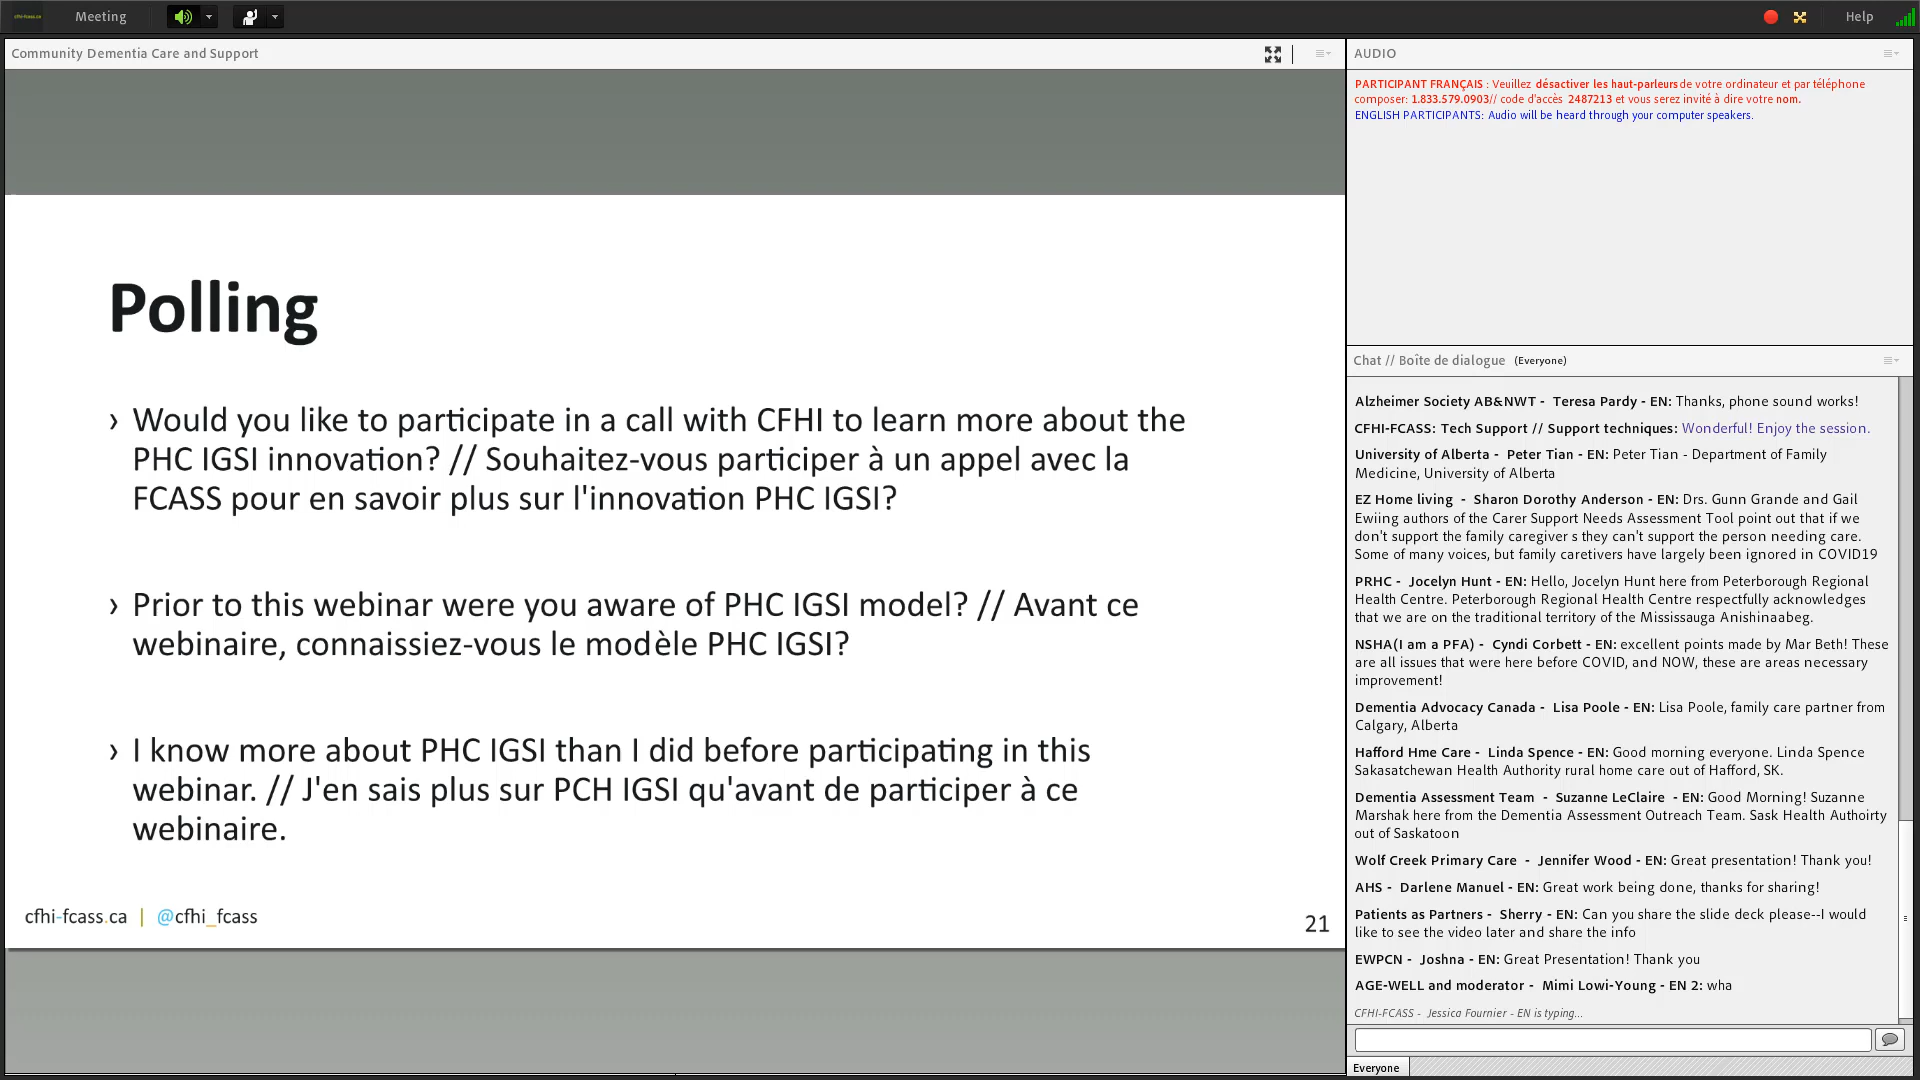 cfhi-fcass.ca
Meeting
Help
Community Dementia Care and Support
Polling
› Would you like to participate in a call with CFHI to learn more about the
PHC IGSI innovation? // Souhaitez-vous participer à un appel avec la
FCASS pour en savoir plus sur l'innovation PHC IGSI?
› Prior to this webinar were you aware of PHC IGSI model? // Avant ce
webinaire, connaissiez-vous le modèle PHC IGSI?
› I know more about PHC IGSI than I did before participating in this
webinar. // J'en sais plus sur PCH IGSI qu'avant de participer à ce
webinaire.
cfhi-fcass.ca | @cfhi_fcass
21
AUDIO
PARTICIPANT FRANÇAIS : Veuillez désactiver les haut-parleurs de votre ordinateur et par téléphone
composer: 1.833.579.0903// code d'accès 2487213 et vous serez invité à dire votre nom.
ENGLISH PARTICIPANTS: Audio will be heard through your computer speakers.
Chat // Boîte de dialogue (Everyone)
Alzheimer Society AB&NWT - Teresa Pardy - EN: Thanks, phone sound works!
CFHI-FCASS: Tech Support // Support techniques: Wonderful! Enjoy the session.
University of Alberta - Peter Tian - EN: Peter Tian - Department of Family
Medicine, University of Alberta
EZ Home living - Sharon Dorothy Anderson - EN: Drs. Gunn Grande and Gail
Ewiing authors of the Carer Support Needs Assessment Tool point out that if we
don't support the family caregiver s they can't support the person needing care.
Some of many voices, but family caretivers have largely been ignored in COVID19
PRHC - Jocelyn Hunt - EN: Hello, Jocelyn Hunt here from Peterborough Regional
Health Centre. Peterborough Regional Health Centre respectfully acknowledges
that we are on the traditional territory of the Mississauga Anishinaabeg.
NSHA(I am a PFA) - Cyndi Corbett - EN: excellent points made by Mar Beth! These
are all issues that were here before COVID, and NOW, these are areas necessary
improvement!
Dementia Advocacy Canada - Lisa Poole - EN: Lisa Poole, family care partner from
Calgary, Alberta
Hafford Hme Care - Linda Spence - EN: Good morning everyone. Linda Spence
Sakasatchewan Health Authority rural home care out of Hafford, SK.
Dementia Assessment Team - Suzanne LeClaire - EN: Good Morning! Suzanne
Marshak here from the Dementia Assessment Outreach Team. Sask Health Authoirty
out of Saskatoon
Wolf Creek Primary Care - Jennifer Wood - EN: Great presentation! Thank you!
AHS - Darlene Manuel - EN: Great work being done, thanks for sharing!
Patients as Partners - Sherry - EN: Can you share the slide deck please--I would
like to see the video later and share the info
EWPCN - Joshna - EN: Great Presentation! Thank you
AGE-WELL and moderator - Mimi Lowi-Young - EN 2: wha
CFHI-FCASS - Jessica Fournier - EN is typing...
Everyone